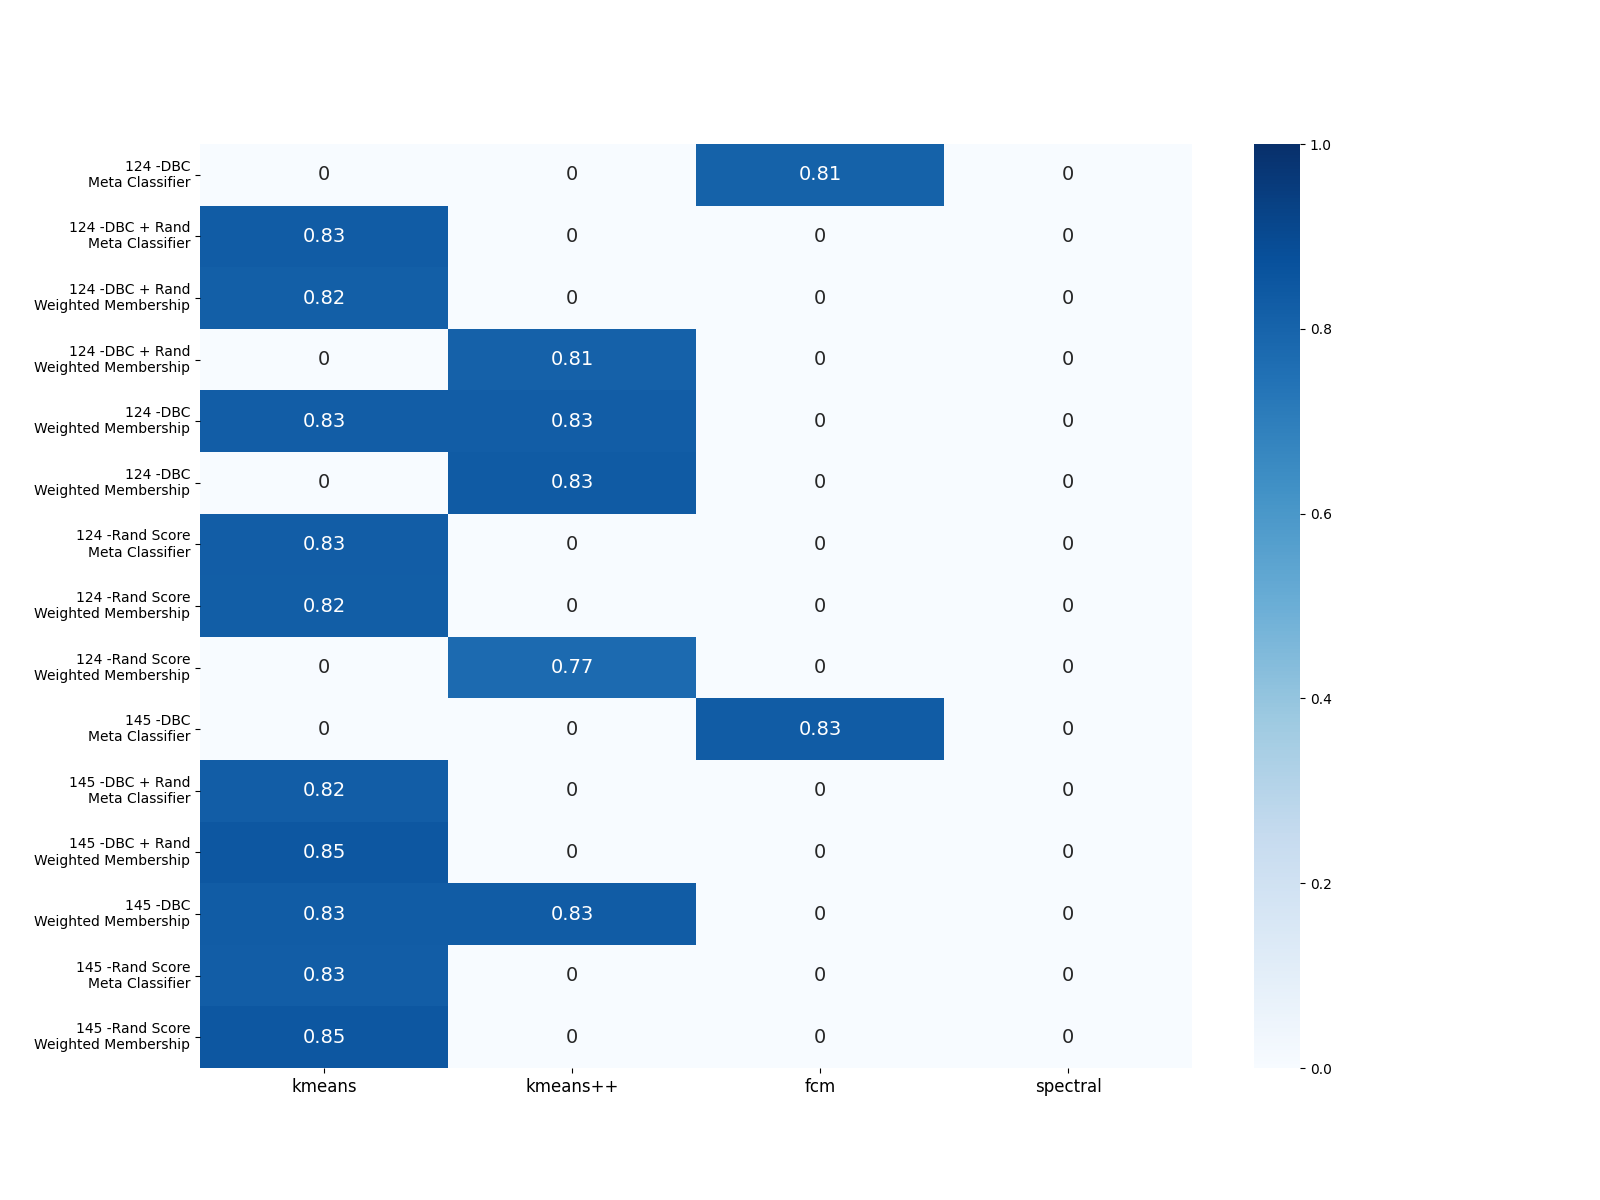 124 -DBC
Meta Classifier
0 0 0.81 0
124 -DBC + Rand
Meta Classifier
0.83 0 0 0
124 -DBC + Rand
Weighted Membership
0.82 0 0 0
124 -DBC + Rand
Weighted Membership
0 0.81 0 0
124 -DBC
Weighted Membership
0.83 0.83 0 0
124 -DBC
Weighted Membership
0 0.83 0 0
124 -Rand Score
Meta Classifier
0.83 0 0 0
124 -Rand Score
Weighted Membership
0.82 0 0 0
124 -Rand Score
Weighted Membership
0 0.77 0 0
145 -DBC
Meta Classifier
0 0 0.83 0
145 -DBC + Rand
Meta Classifier
0.82 0 0 0
145 -DBC + Rand
Weighted Membership
0.85 0 0 0
145 -DBC
Weighted Membership
0.83 0.83 0 0
145 -Rand Score
Meta Classifier
0.83 0 0 0
145 -Rand Score
Weighted Membership
0.85 0 0 0
kmeans kmeans++ fcm spectral
1.0
0.8
0.6
0.4
0.2
0.0